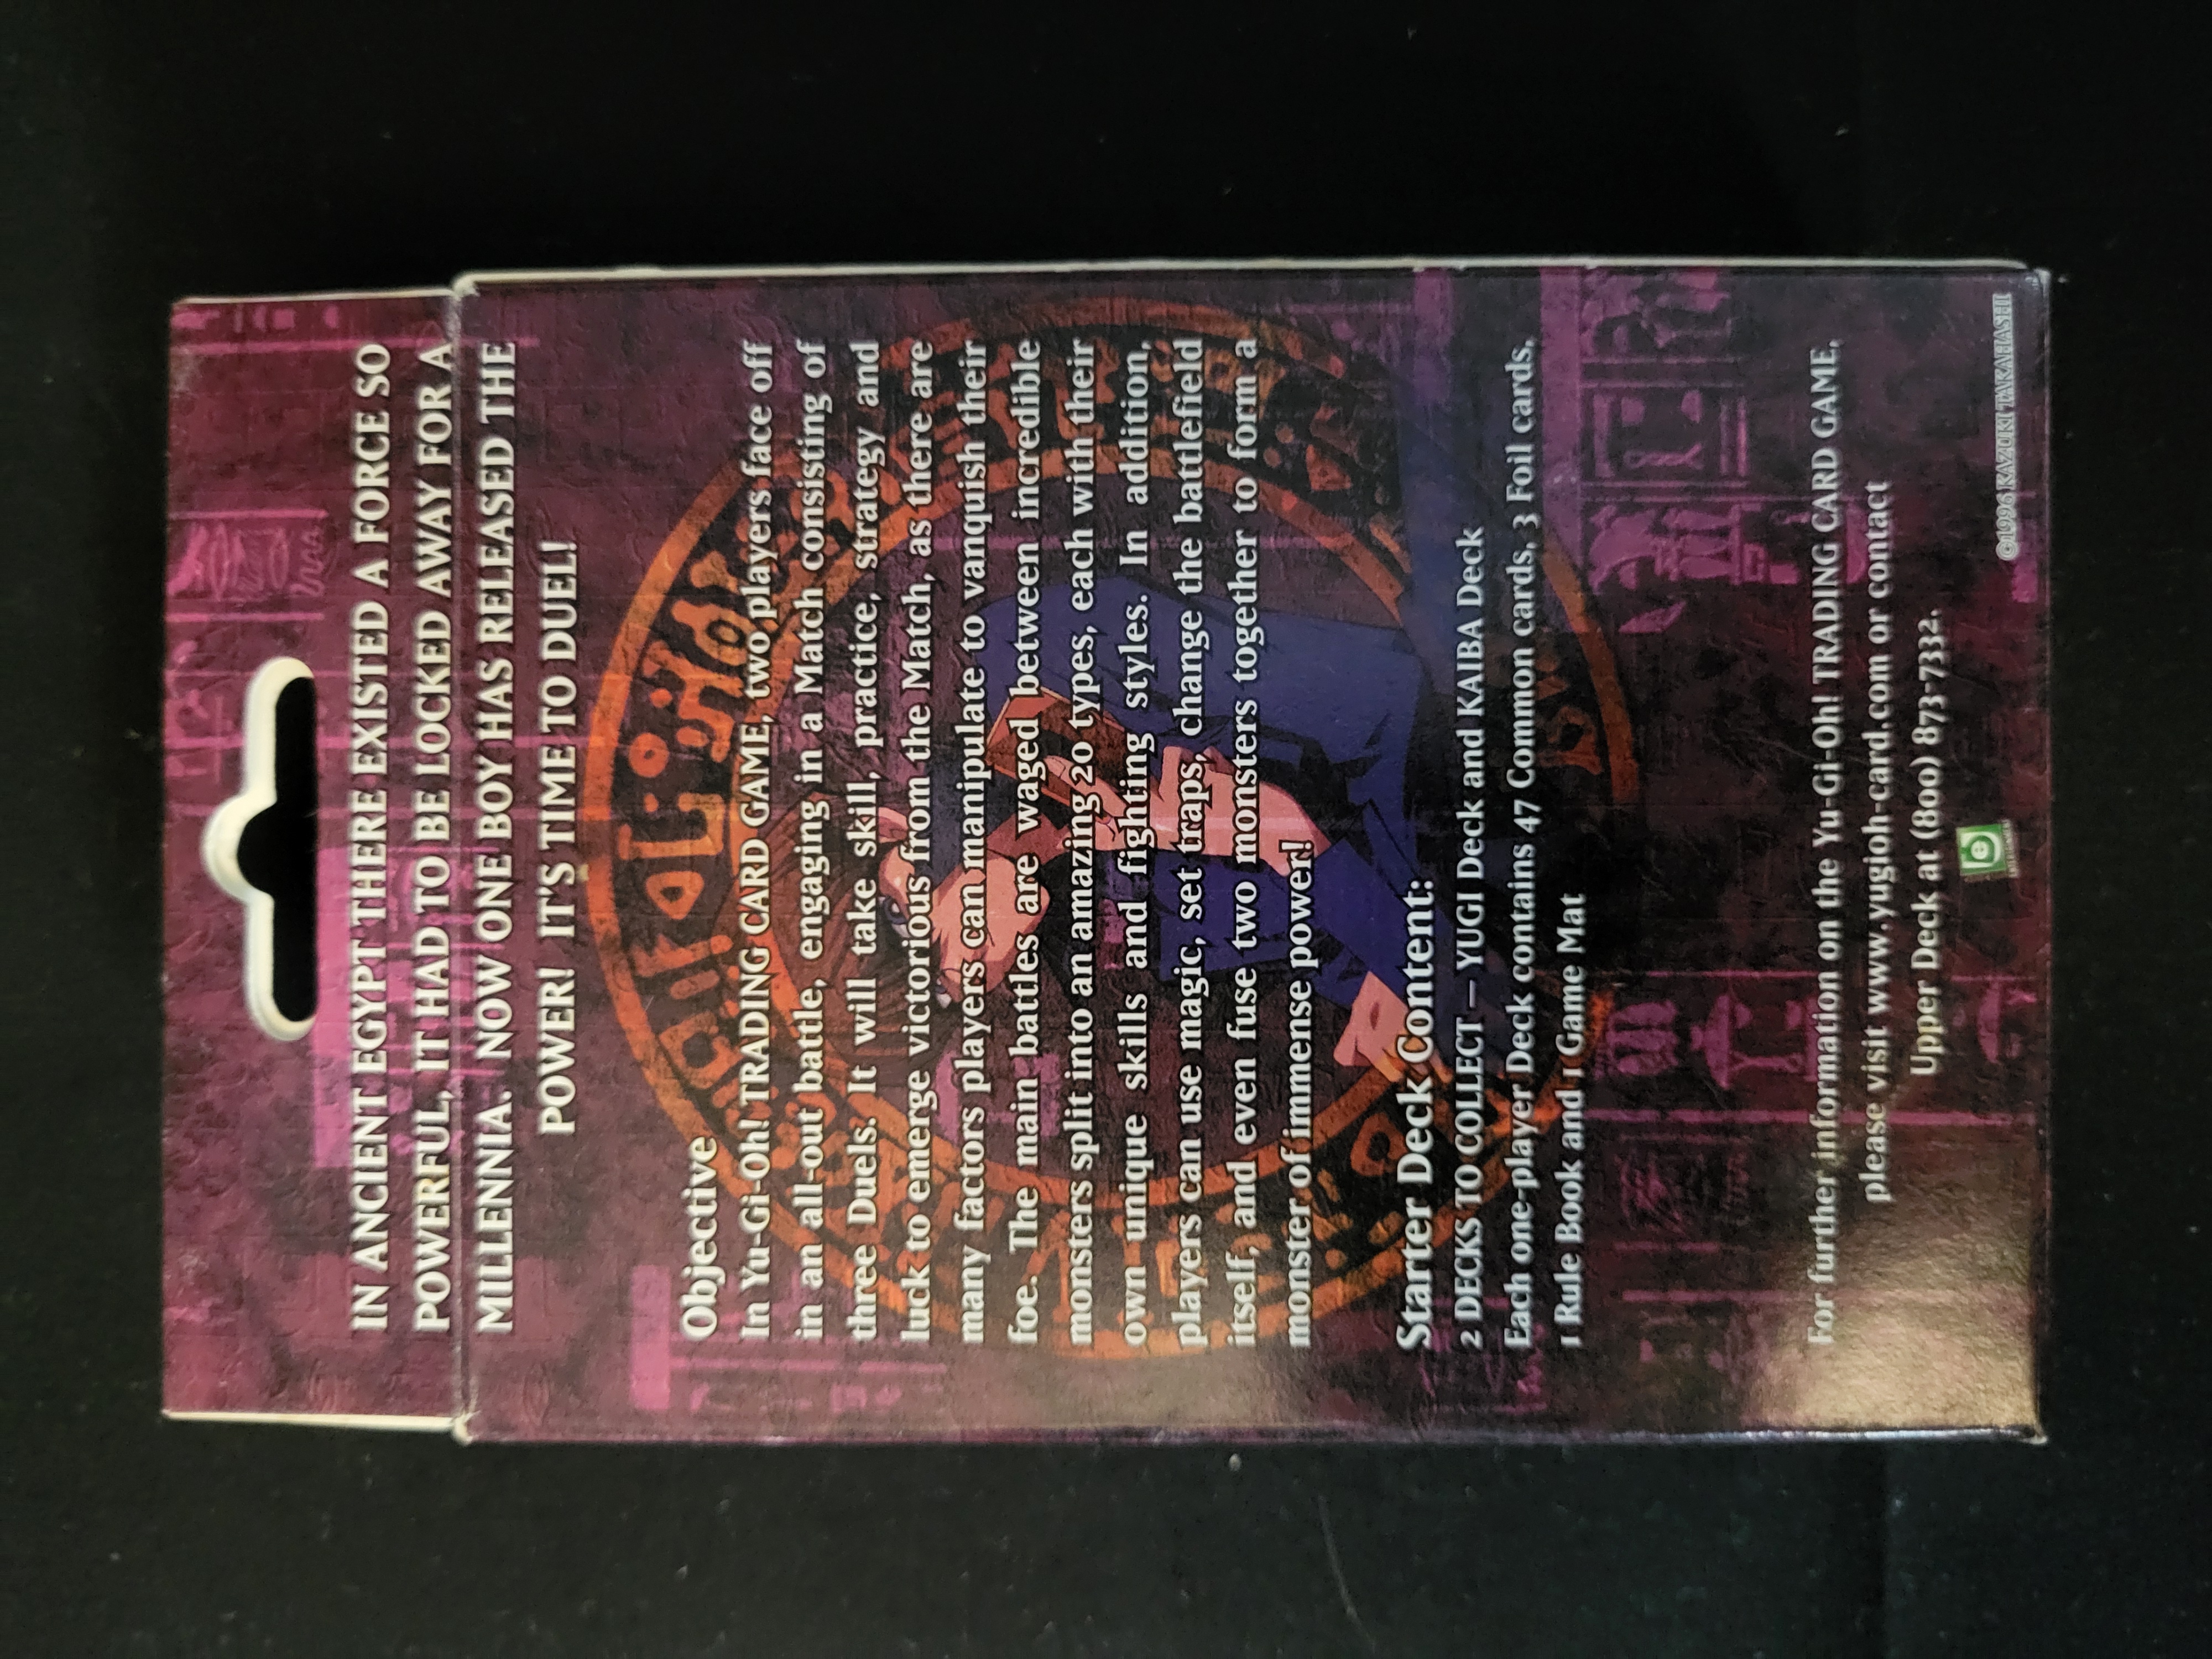 IN ANCIENT EGYPT THERE EXISTED A FORCE SO
POWERFUL, IT HAD TO BE LOCKED AWAY FOR A
MILLENNIA. NOW ONE BOY HAS RELEASED THE
POWER! IT'S TIME TO DUEL!
Objective
In Yu-Gi-Oh! TRADING CARD GAME, two players face off
in an all-out battle, engaging in a Match consisting of
three Duels. It will take skill, practice, strategy and
luck to emerge victorious from the Match, as there are
many factors players can manipulate to vanquish their
foe. The main battles are waged between incredible
monsters split into an amazing 20 types, each with their
own unique skills and fighting styles. In addition,
players can use magic, set traps, change the battlefield
itself, and even fuse two monsters together to form a
monster of immense power!
Starter Deck Content:
2 DECKS TO COLLECT — YUGI Deck and KAIBA Deck
Each one-player Deck contains 47 Common cards, 3 Foil cards,
1 Rule Book and 1 Game Mat
For further information on the Yu-Gi-Oh! TRADING CARD GAME,
please visit www.yugioh-card.com or contact
Upper Deck at (800) 873-7332.
e
©1996 KAZUKI TAKAHASHI